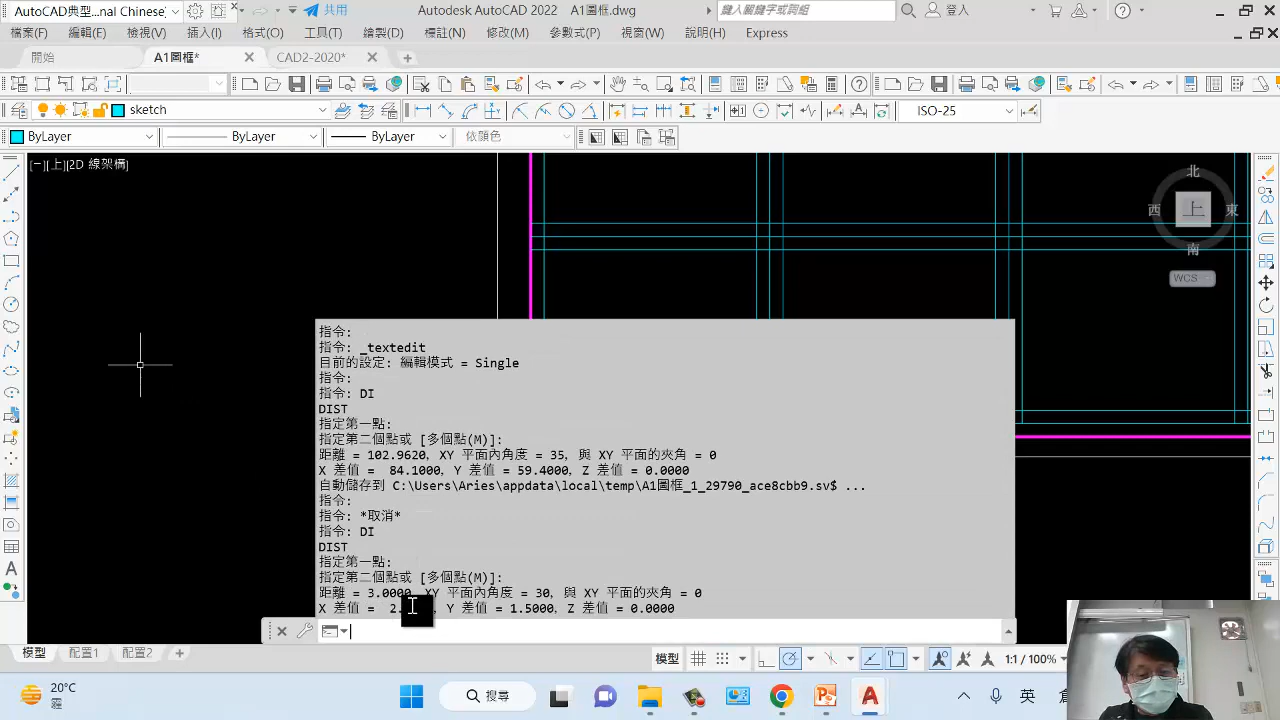 AutoCAD典型...nal Chinese)
共用
Autodesk AutoCAD 2022
A1圖框.dwg
鍵入關鍵字或詞組
登入
檔案(F)
編輯(E)
檢視(V)
插入(I)
格式(O)
工具(T)
繪製(D)
標註(N)
修改(M)
參數式(P)
視窗(W)
說明(H)
Express
開始
A1圖框*
CAD2-2020*
sketch
ISO-25
ByLayer
ByLayer
ByLayer
依顏色
[−][上][2D 線架構]
北
西
上
東
南
WCS
指令:
指令: _textedit
目前的設定: 編輯模式 = Single
指令:
指令: DI
DIST
指定第一點:
指定第二個點或 [多個點(M)]:
距離 = 102.9620, XY 平面內角度 = 35, 與 XY 平面的夾角 = 0
X 差值 = 84.1000, Y 差值 = 59.4000, Z 差值 = 0.0000
自動儲存到 C:\Users\Aries\appdata\local\temp\A1圖框_1_29790_ace8cbb9.sv$ ...
指令:
指令: *取消*
指令: DI
DIST
指定第一點:
指定第二個點或 [多個點(M)]:
距離 = 3.0000, XY 平面內角度 = 30, 與 XY 平面的夾角 = 0
X 差值 = 2. , Y 差值 = 1.5000, Z 差值 = 0.0000
模型
配置1
配置2
模型
1:1 / 100%
20°C
搜尋
英